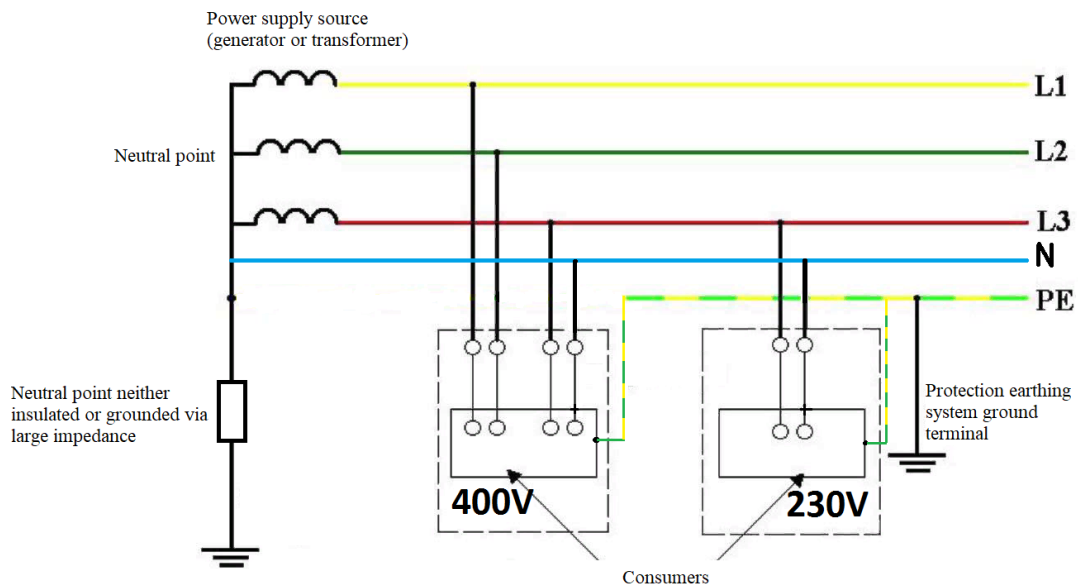 Power supply source
(generator or transformer)
L1
Neutral point
L2
L3
N
PE
Neutral point neither
insulated or grounded via
large impedance
Protection earthing
system ground
terminal
400V
230V
Consumers